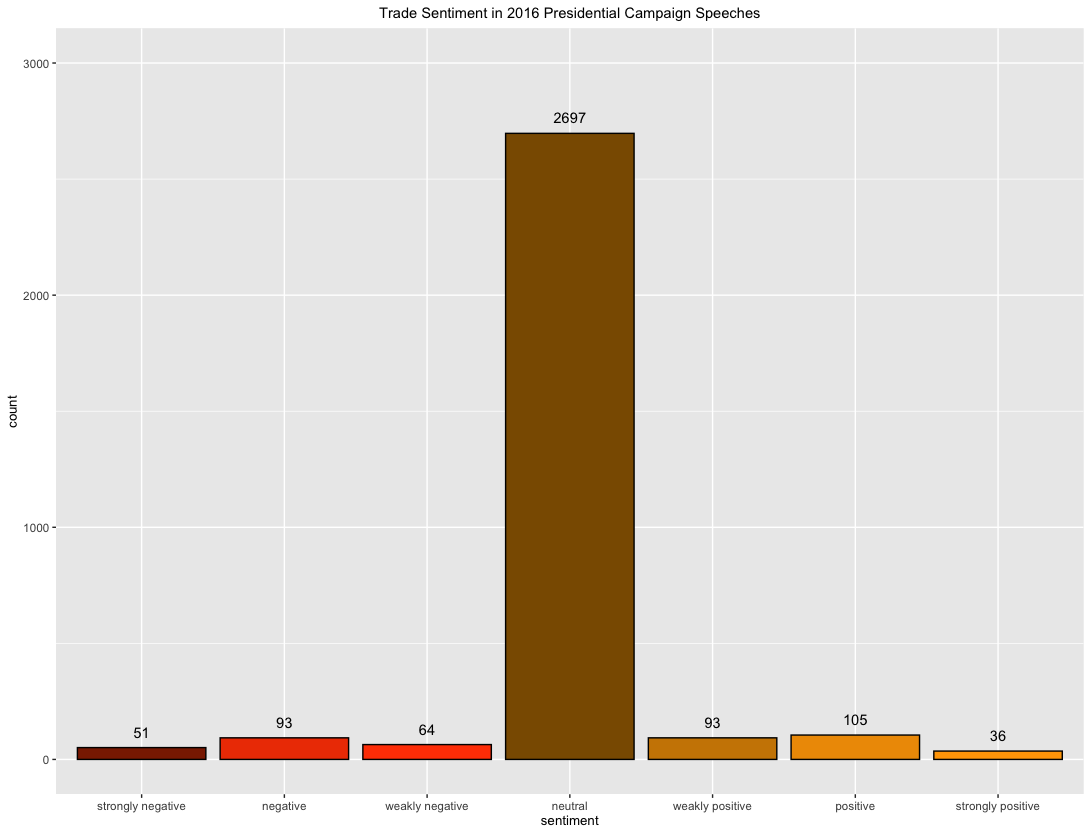 Trade Sentiment in 2016 Presidential Campaign Speeches
3000
2697
2000
count
1000
51
93
64
93
105
36
0
strongly negative
negative
weakly negative
neutral
weakly positive
positive
strongly positive
sentiment